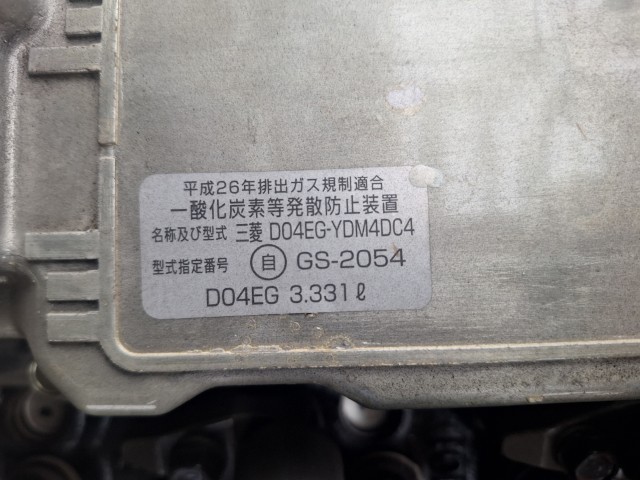 平成26年排出ガス規制適合
一酸化炭素等発散防止装置
名称及び型式 三菱 D04EG-YDM4DC4
型式指定番号 自 GS-2054
D04EG 3.331ℓ